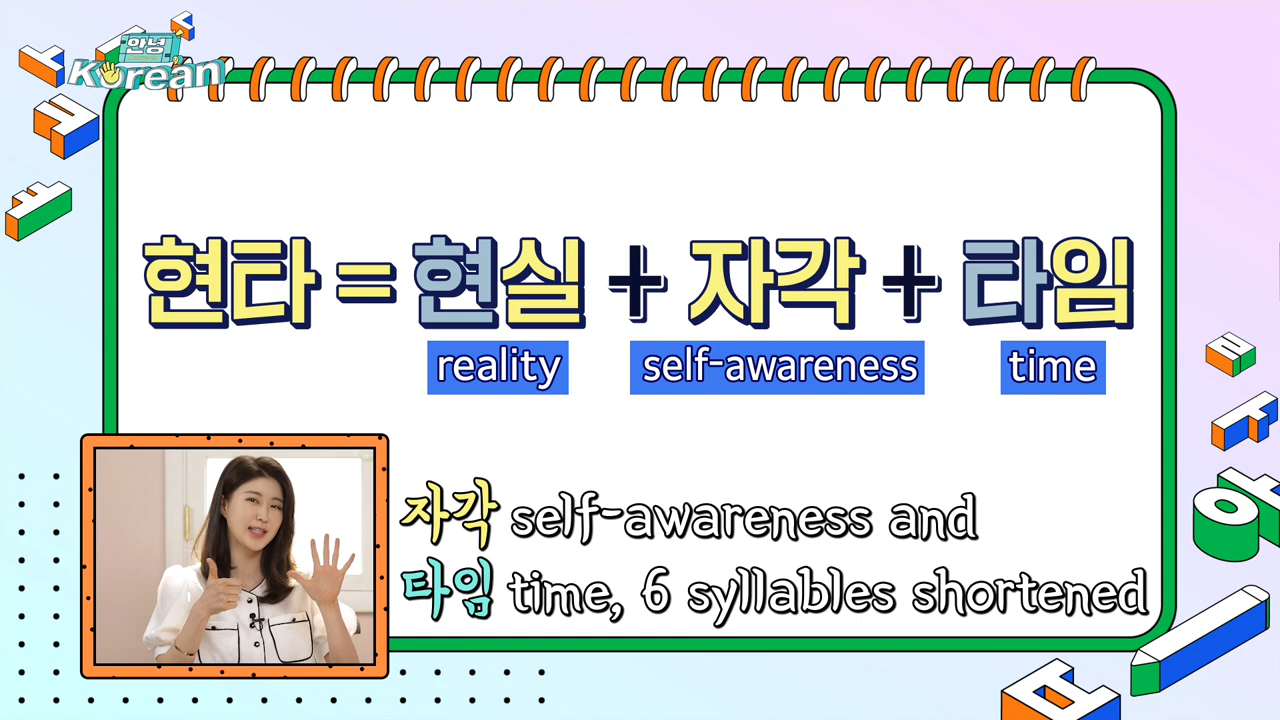 안녕
Korean
현타 = 현실 + 자각 + 타임
reality self-awareness time
자각 self-awareness and
타임 time, 6 syllables shortened